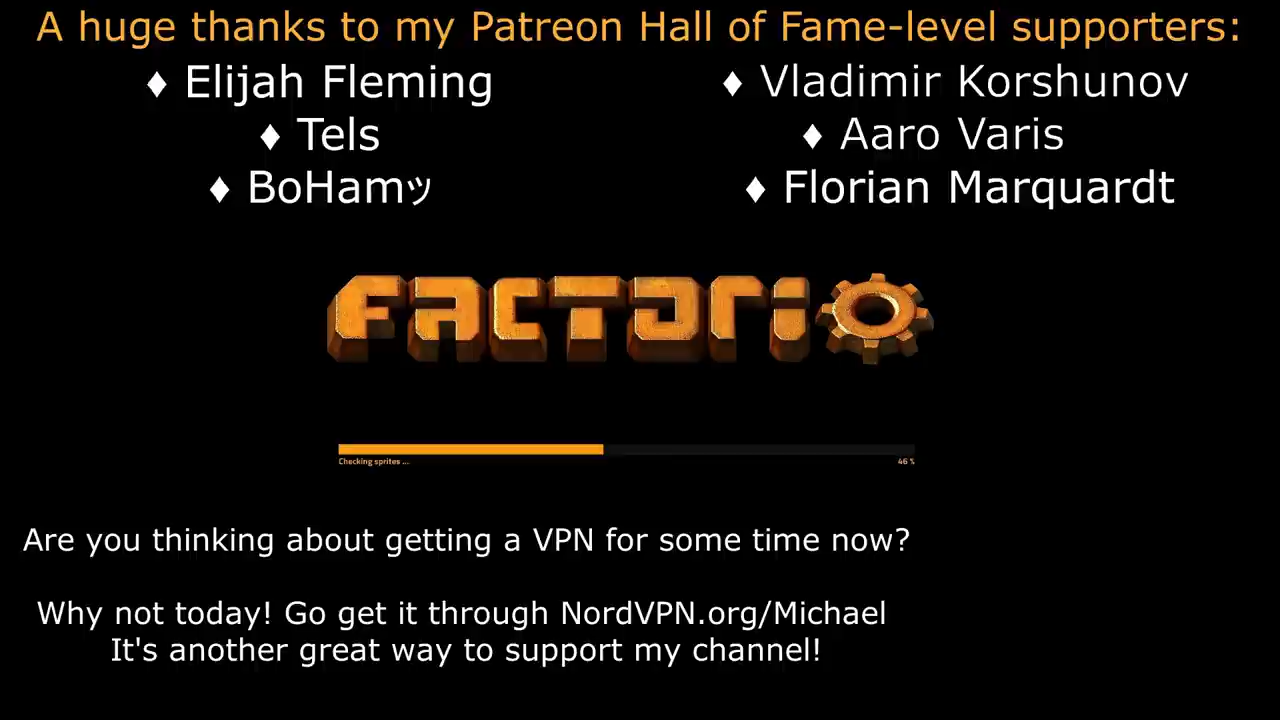 A huge thanks to my Patreon Hall of Fame-level supporters:
♦ Elijah Fleming
♦ Tels
♦ BoHamッ
♦ Vladimir Korshunov
♦ Aaro Varis
♦ Florian Marquardt
FACTORIO
Checking sprites ...
46 %
Are you thinking about getting a VPN for some time now?
Why not today! Go get it through NordVPN.org/Michael
It's another great way to support my channel!